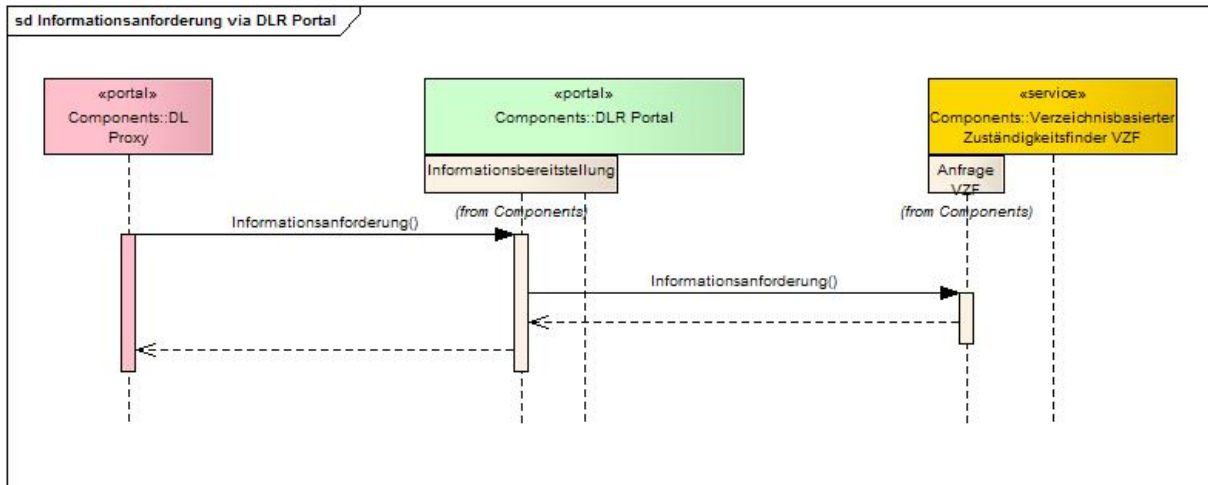 sd Informationsanforderung via DLR Portal
«portal»
Components::DL
Proxy
«portal»
Components::DLR Portal
«service»
Components::Verzeichnisbasierter
Zuständigkeitsfinder VZF
Informationsbereitstellung
Anfrage
VZF
(from Components)
(from Components)
Informationsanforderung()
Informationsanforderung()